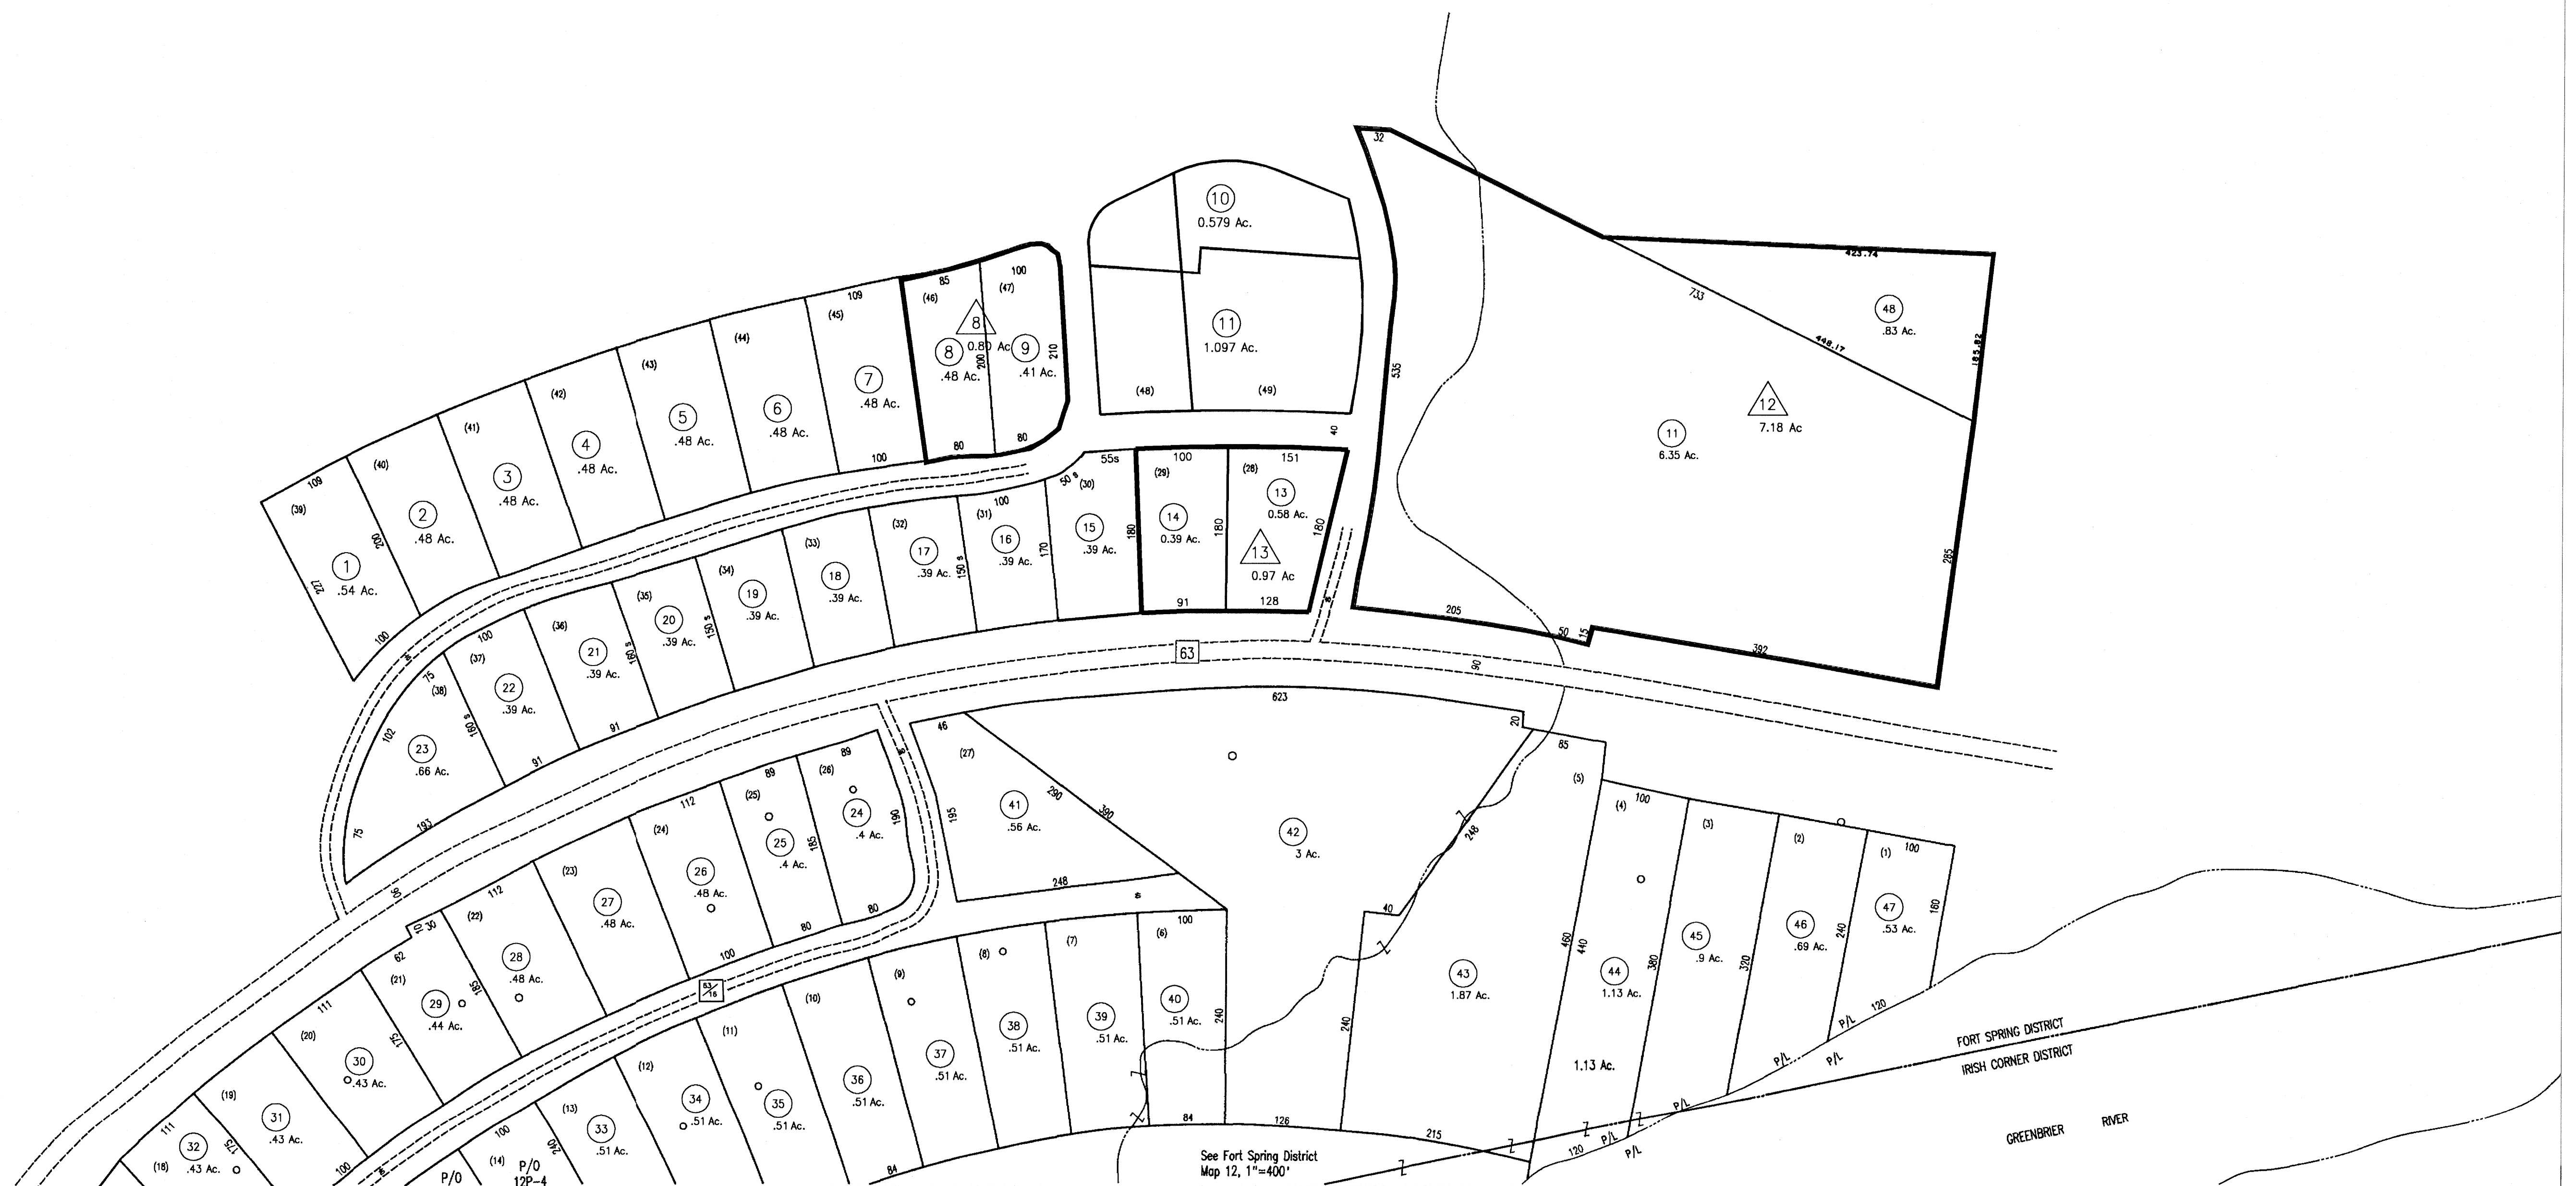 32
423.74
733
48
.83 Ac.
185.82
448.17
12
7.18 Ac
11
6.35 Ac.
535
285
205
50
15
392
90
10
0.579 Ac.
11
1.097 Ac.
(48)
(49)
40
109
(39)
1
.54 Ac.
227
100
(40)
2
.48 Ac.
200
(41)
3
.48 Ac.
(42)
4
.48 Ac.
(43)
5
.48 Ac.
(44)
6
.48 Ac.
109
(45)
7
.48 Ac.
100
85
(46)
8
8
0.80 Ac
.48 Ac.
200
80
100
(47)
9
.41 Ac.
210
80
55s
50 s
(30)
15
.39 Ac.
180
100
(29)
14
0.39 Ac.
180
91
151
(28)
13
0.58 Ac.
180
13
0.97 Ac
128
100
(31)
16
.39 Ac.
170
(32)
17
.39 Ac.
150 s
(33)
18
.39 Ac.
(34)
19
.39 Ac.
150 s
(35)
20
.39 Ac.
(36)
21
.39 Ac.
160 s
91
100
(37)
22
.39 Ac.
160 s
91
75
(38)
102
23
.66 Ac.
75
193
90
63
623
46
(27)
41
.56 Ac.
195
290
390
248
42
3 Ac.
20
85
(5)
248
40
43
1.87 Ac.
460
240
240
126
215
100
(4)
440
44
1.13 Ac.
1.13 Ac.
380
(3)
45
.9 Ac.
320
(2)
46
.69 Ac.
240
(1)
100
47
.53 Ac.
160
120
P/L
P/L
P/L
P/L
P/L
120
P/L
FORT SPRING DISTRICT
IRISH CORNER DISTRICT
GREENBRIER RIVER
89
(26)
24
.4 Ac.
190
80
89
(25)
25
.4 Ac.
185
80
112
(24)
26
.48 Ac.
100
(23)
27
.48 Ac.
112
(22)
28
.48 Ac.
30
10
62
(21)
29
.44 Ac.
185
175
111
(20)
30
.43 Ac.
(19)
31
.43 Ac.
100
111
(18)
32
.43 Ac.
175
63/16
100
(6)
40
.51 Ac.
84
(7)
39
.51 Ac.
(8)
38
.51 Ac.
(9)
37
.51 Ac.
84
(10)
36
.51 Ac.
(11)
35
.51 Ac.
(12)
34
.51 Ac.
(13)
33
.51 Ac.
240
100
(14)
P/O
12P-4
P/O
See Fort Spring District
Map 12, 1"=400'